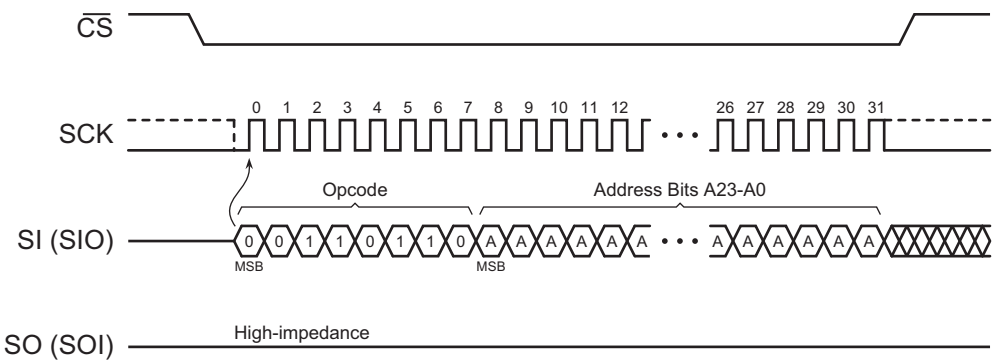 CS
0 1 2 3 4 5 6 7 8 9 10 11 12 26 27 28 29 30 31
SCK • • •
Opcode Address Bits A23-A0
SI (SIO) 0 0 1 1 0 1 1 0 A A A A A A • • • A A A A A A
MSB MSB
High-impedance
SO (SOI)